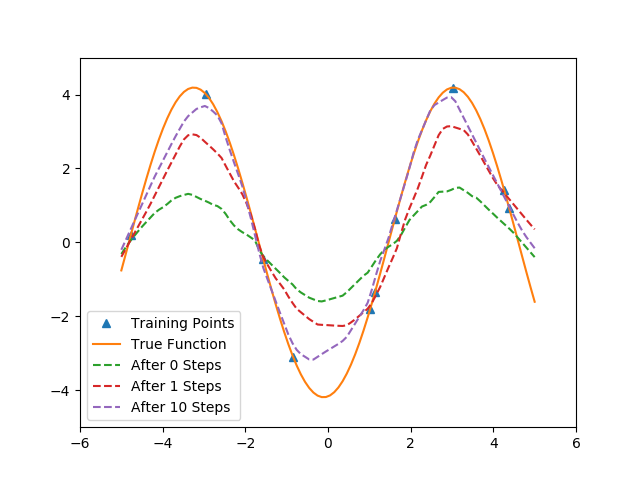 4
2
0
−2
−4
Training Points
True Function
After 0 Steps
After 1 Steps
After 10 Steps
−6 −4 −2 0 2 4 6